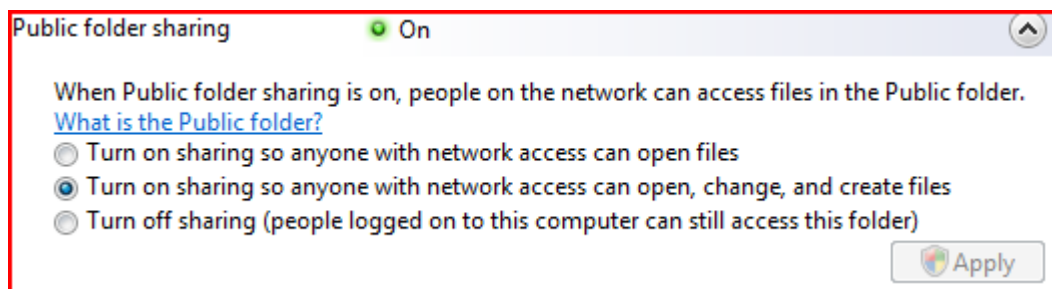 Public folder sharing On
When Public folder sharing is on, people on the network can access files in the Public folder.
What is the Public folder?
Turn on sharing so anyone with network access can open files
Turn on sharing so anyone with network access can open, change, and create files
Turn off sharing (people logged on to this computer can still access this folder)
Apply